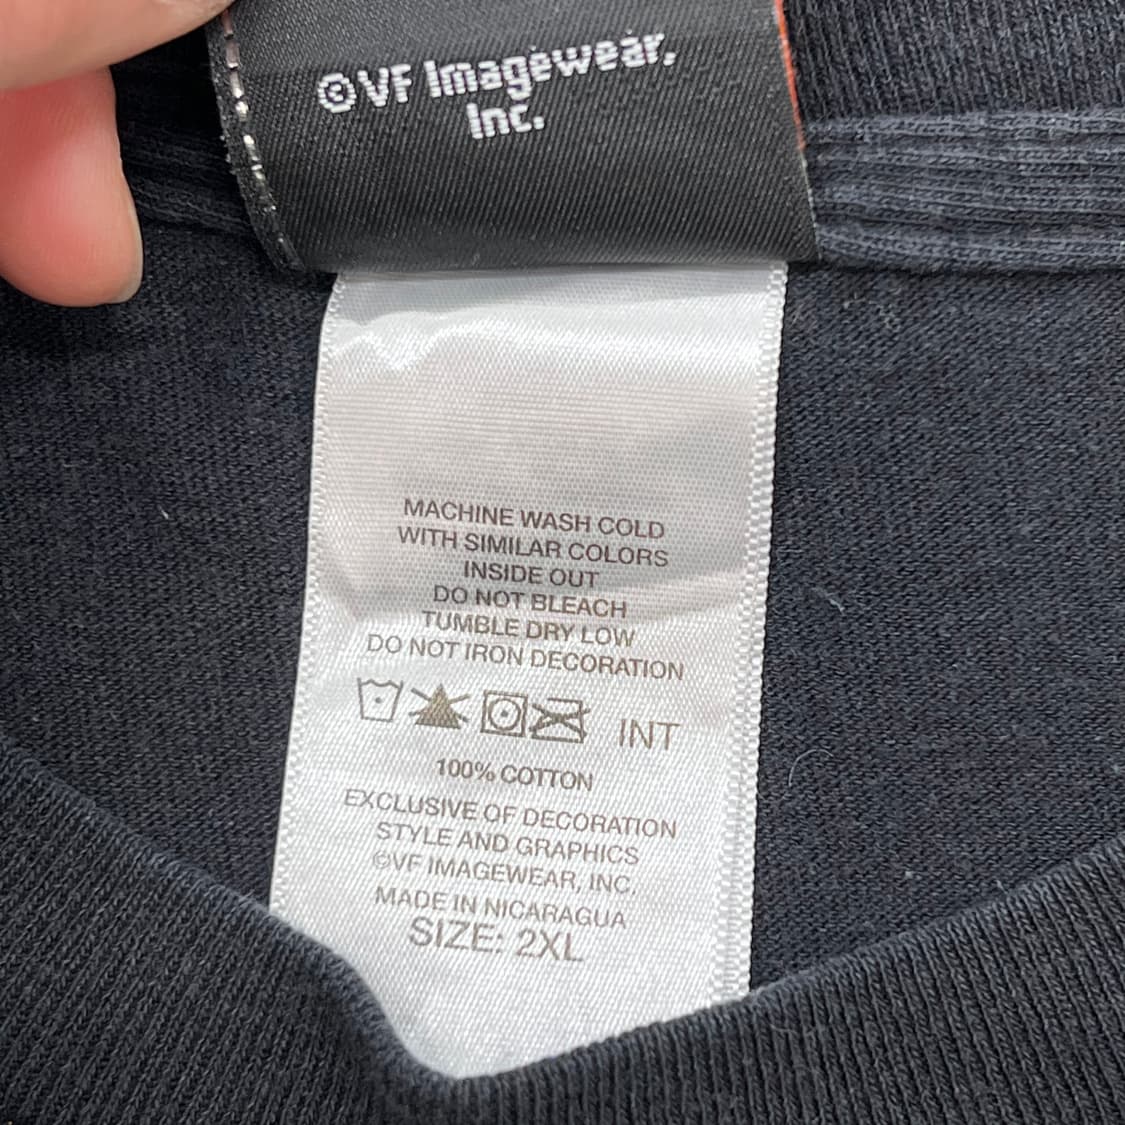 ©VF Imagewear,
Inc.
MACHINE WASH COLD
WITH SIMILAR COLORS
INSIDE OUT
DO NOT BLEACH
TUMBLE DRY LOW
DO NOT IRON DECORATION
INT
100% COTTON
EXCLUSIVE OF DECORATION
STYLE AND GRAPHICS
©VF IMAGEWEAR, INC.
MADE IN NICARAGUA
SIZE: 2XL